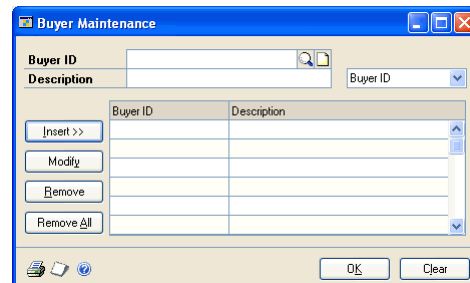 Buyer Maintenance
Buyer ID
Description
Buyer ID
Buyer ID Description
Insert >>
Modify
Remove
Remove All
OK Clear